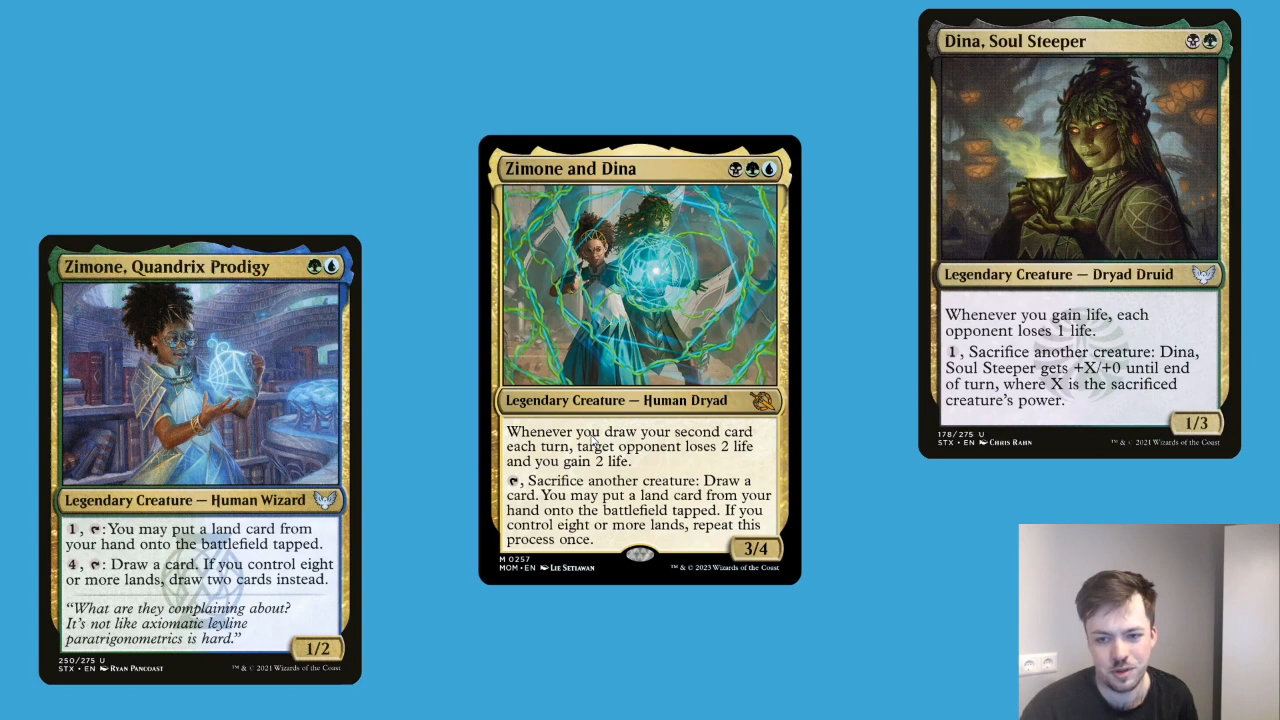 Zimone, Quandrix Prodigy
Legendary Creature — Human Wizard
1, : You may put a land card from
your hand onto the battlefield tapped.
4, : Draw a card. If you control eight
or more lands, draw two cards instead.
“What are they complaining about?
It’s not like axiomatic leyline
paratrigonometrics is hard.”
1/2
250/275 U
STX • EN Ryan Pancoast
™ & © 2021 Wizards of the Coast
Zimone and Dina
Legendary Creature — Human Dryad
Whenever you draw your second card
each turn, target opponent loses 2 life
and you gain 2 life.
, Sacrifice another creature: Draw a
card. You may put a land card from your
hand onto the battlefield tapped. If you
control eight or more lands, repeat this
process once.
3/4
M 0257
MOM • EN Lie Setiawan
™ & © 2023 Wizards of the Coast
Dina, Soul Steeper
Legendary Creature — Dryad Druid
Whenever you gain life, each
opponent loses 1 life.
1, Sacrifice another creature: Dina,
Soul Steeper gets +X/+0 until end
of turn, where X is the sacrificed
creature’s power.
1/3
178/275 U
STX • EN Chris Rahn
™ & © 2021 Wizards of the Coast